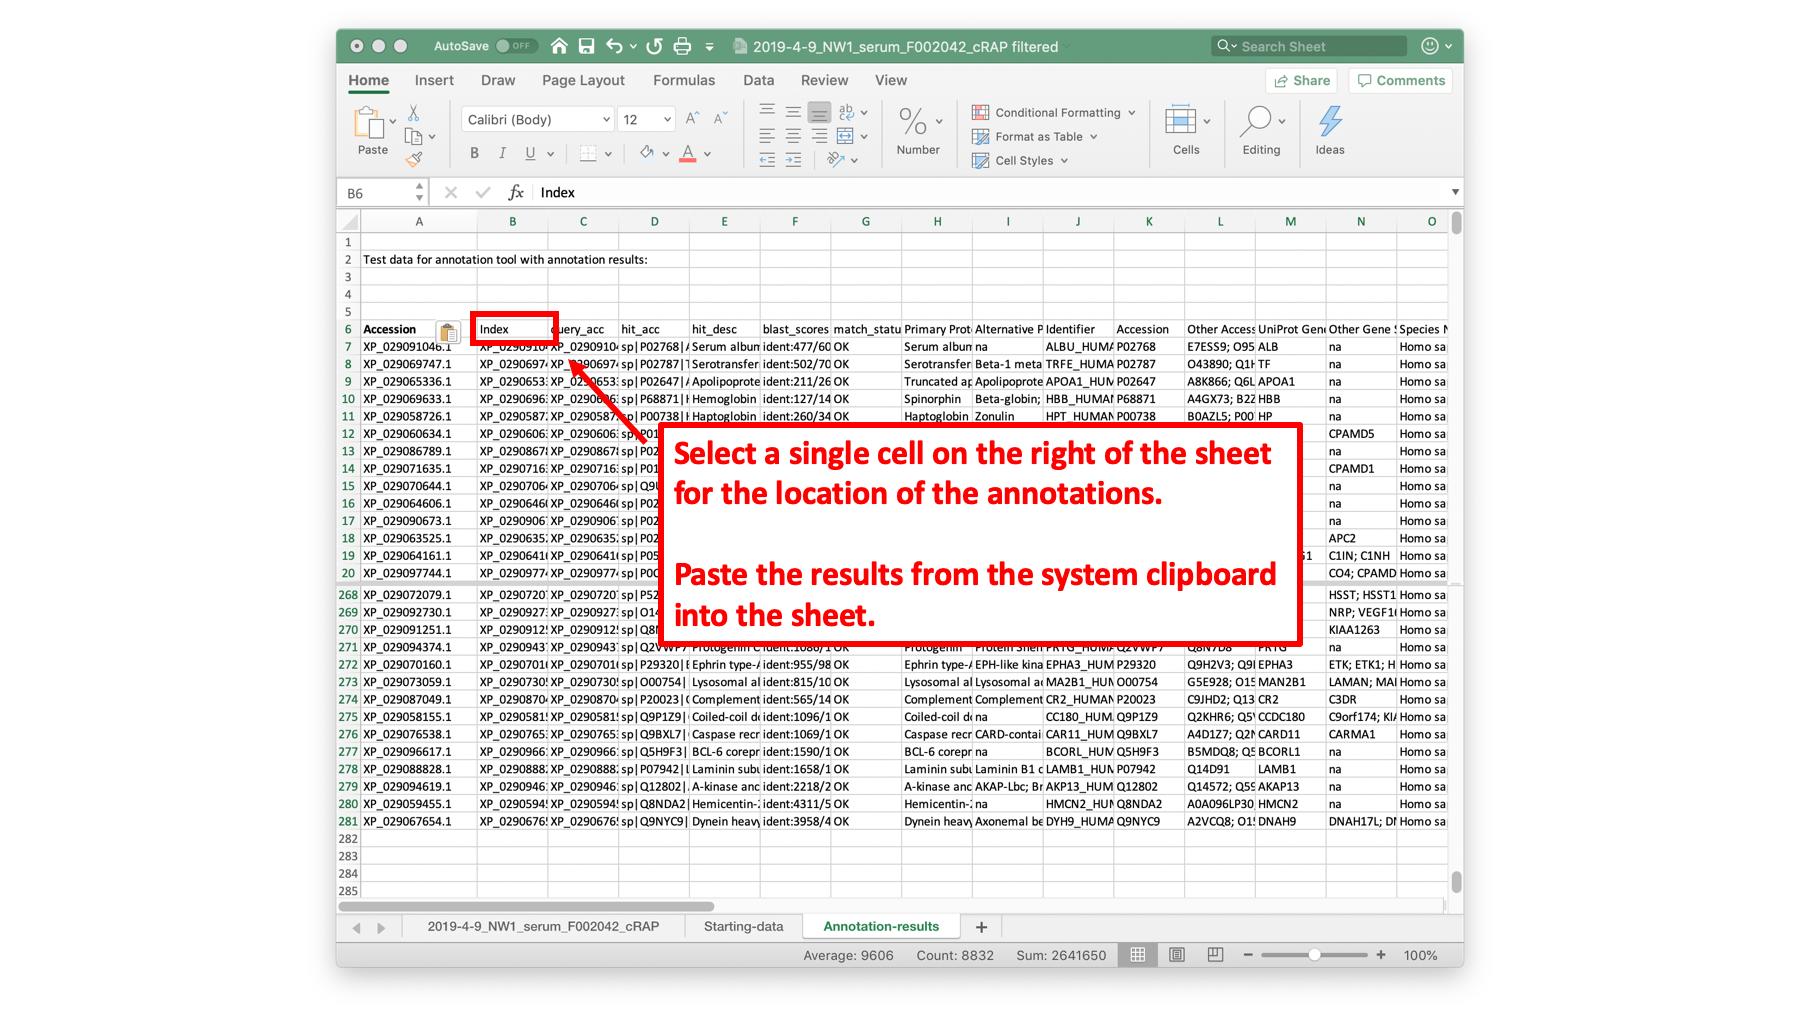 AutoSave OFF 2019-4-9_NW1_serum_F002042_cRAP filtered Search Sheet
Home Insert Draw Page Layout Formulas Data Review View Share Comments
Calibri (Body) 12 Conditional Formatting
Format as Table
Paste B I U Number Cell Styles Cells Editing Ideas
B6 fx Index
A B C D E F G H I J K L M N O
1
2 Test data for annotation tool with annotation results:
3
4
5
6 Accession Index query_acc hit_acc hit_desc blast_scores match_statu Primary Prot Alternative P Identifier Accession Other Access UniProt Gen Other Gene Species N
7 XP_029091046.1 XP_0290910 XP_02909104 sp|P02768| Serum album ident:477/60 OK Serum album na ALBU_HUMA P02768 E7ESS9; O95 ALB na Homo sa
8 XP_029069747.1 XP_0290697 XP_0290697 sp|P02787| Serotransfer ident:502/70 OK Serotransfer Beta-1 meta TRFE_HUMA P02787 O43890; Q1 TF na Homo sa
9 XP_029065336.1 XP_0290653 XP_0290653 sp|P02647| Apolipoprote ident:211/26 OK Truncated ap Apolipoprote APOA1_HUM P02647 A8K866; Q6 APOA1 na Homo sa
10 XP_029069633.1 XP_0290696 XP_0290696 sp|P68871| Hemoglobin ident:127/14 OK Spinorphin Beta-globin; HBB_HUMAN P68871 A4GX73; B2 HBB na Homo sa
11 XP_029058726.1 XP_0290587 XP_0290587 sp|P00738| Haptoglobin ident:260/34 OK Haptoglobin Zonulin HPT_HUMAN P00738 B0AZL5; P00 HP na Homo sa
12 XP_029060634.1 XP_0290606 XP_0290606 sp|P01 CPAMD5 Homo sa
13 XP_029086789.1 XP_0290867 XP_0290867 sp|P02 na Homo sa
14 XP_029071635.1 XP_0290716 XP_0290716 sp|P01 CPAMD1 Homo sa
15 XP_029070644.1 XP_0290706 XP_0290706 sp|Q9 na Homo sa
16 XP_029064606.1 XP_0290646 XP_0290646 sp|P02 na Homo sa
17 XP_029090673.1 XP_0290906 XP_0290906 sp|P02 na Homo sa
18 XP_029063525.1 XP_0290635 XP_0290635 sp|P02 APC2 Homo sa
19 XP_029064161.1 XP_0290641 XP_0290641 sp|P05 G1 C1IN; C1NH Homo sa
20 XP_029097744.1 XP_0290977 XP_0290977 sp|P0C CO4; CPAMD Homo sa
Select a single cell on the right of the sheet
for the location of the annotations.
Paste the results from the system clipboard
into the sheet.
268 XP_029072079.1 XP_0290720 XP_0290720 sp|P52 HSST; HSST1 Homo sa
269 XP_029092730.1 XP_0290927 XP_0290927 sp|O14 NRP; VEGF1 Homo sa
270 XP_029091251.1 XP_0290912 XP_0290912 sp|Q8 KIAA1263 Homo sa
271 XP_029094374.1 XP_0290943 XP_0290943 sp|Q2VWP7 Protogenin ident:1086/1 OK Protogenin Protein Shen PRTG_HUM Q2VWP7 Q8N7D8 PRTG na Homo sa
272 XP_029070160.1 XP_0290701 XP_0290701 sp|P29320| Ephrin type- ident:955/98 OK Ephrin type- EPH-like kina EPHA3_HUM P29320 Q9H2V3; Q9 EPHA3 ETK; ETK1; H Homo sa
273 XP_029073059.1 XP_0290730 XP_0290730 sp|O00754| Lysosomal al ident:815/10 OK Lysosomal al Lysosomal a MA2B1_HUM O00754 G5E928; O15 MAN2B1 LAMAN; MA Homo sa
274 XP_029087049.1 XP_0290870 XP_0290870 sp|P20023| Complement ident:565/14 OK Complement Complement CR2_HUMAN P20023 C9JHD2; Q13 CR2 C3DR Homo sa
275 XP_029058155.1 XP_0290581 XP_0290581 sp|Q9P1Z9| Coiled-coil d ident:1096/1 OK Coiled-coil d na CC180_HUM Q9P1Z9 Q2KHR6; Q5 CCDC180 C9orf174; KI Homo sa
276 XP_029076538.1 XP_0290765 XP_0290765 sp|Q9BXL7| Caspase recr ident:1069/1 OK Caspase recr CARD-contai CAR11_HUM Q9BXL7 A4D1Z7; Q2 CARD11 CARMA1 Homo sa
277 XP_029096617.1 XP_0290966 XP_0290966 sp|Q5H9F3| BCL-6 corepr ident:1590/1 OK BCL-6 corepr na BCORL_HUM Q5H9F3 B5MDQ8; Q5 BCORL1 na Homo sa
278 XP_029088828.1 XP_0290888 XP_0290888 sp|P07942| Laminin subu ident:1658/1 OK Laminin subu Laminin B1 c LAMB1_HUM P07942 Q14D91 LAMB1 na Homo sa
279 XP_029094619.1 XP_0290946 XP_0290946 sp|Q12802| A-kinase anc ident:2218/2 OK A-kinase anc AKAP-Lbc; Br AKP13_HUM Q12802 Q14572; Q59 AKAP13 na Homo sa
280 XP_029059455.1 XP_0290594 XP_0290594 sp|Q8NDA2| Hemicentin- ident:4311/5 OK Hemicentin- na HMCN2_HUM Q8NDA2 A0A096LP30 HMCN2 na Homo sa
281 XP_029067654.1 XP_0290676 XP_0290676 sp|Q9NYC9| Dynein heavy ident:3958/4 OK Dynein heavy Axonemal be DYH9_HUMA Q9NYC9 A2VCQ8; O15 DNAH9 DNAH17L; D Homo sa
282
283
284
285
2019-4-9_NW1_serum_F002042_cRAP Starting-data Annotation-results +
Average: 9606 Count: 8832 Sum: 2641650 100%